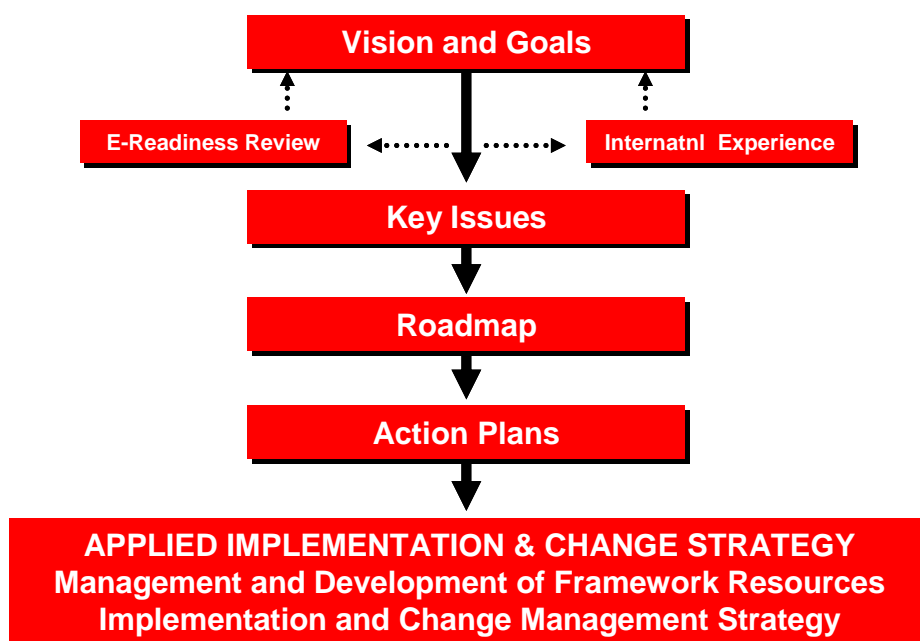 Vision and Goals
E-Readiness Review
Internatnl Experience
Key Issues
Roadmap
Action Plans
APPLIED IMPLEMENTATION & CHANGE STRATEGY
Management and Development of Framework Resources
Implementation and Change Management Strategy